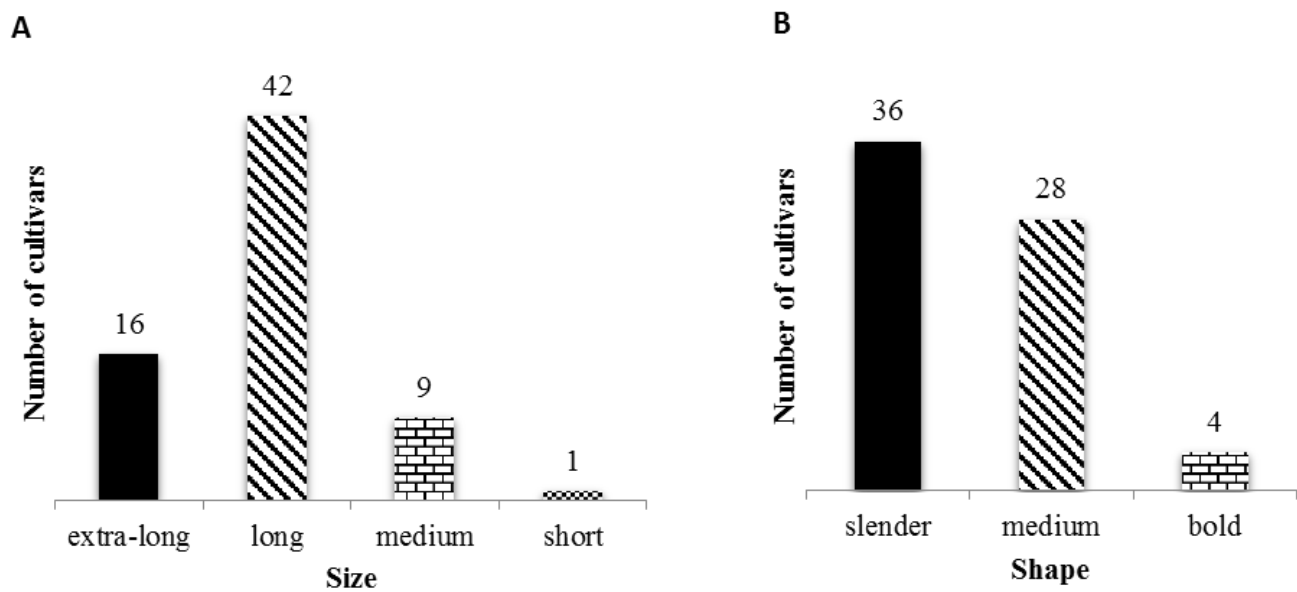 A
Number of cultivars
16
42
9
1
extra-long
long
medium
short
Size
B
Number of cultivars
36
28
4
slender
medium
bold
Shape